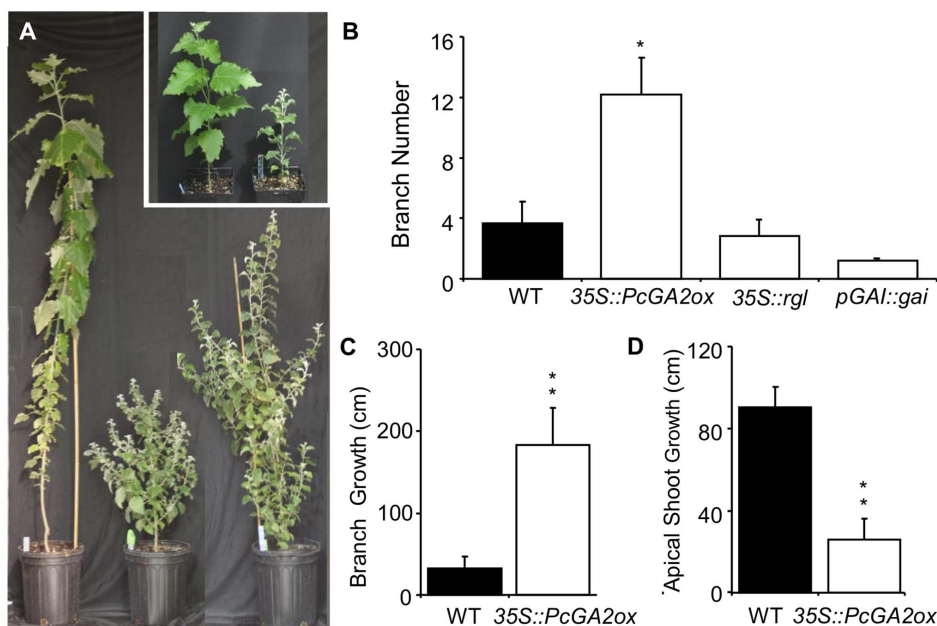 A
B
16
12
8
4
0
Branch Number
*
WT 35S::PcGA2ox 35S::rgl pGAI::gai
C
300
200
100
0
Branch Growth (cm)
*
*
WT 35S::PcGA2ox
D
120
80
40
0
Apical Shoot Growth (cm)
*
*
WT 35S::PcGA2ox